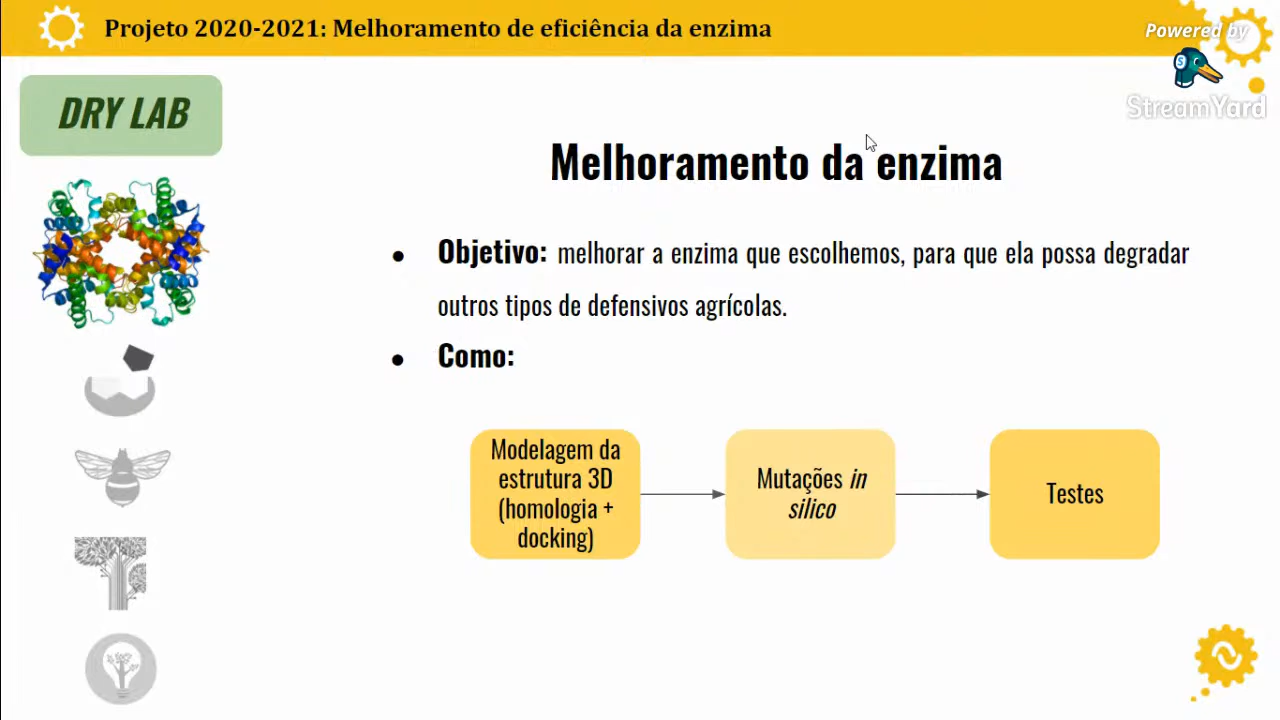 Projeto 2020-2021: Melhoramento de eficiência da enzima
Powered by
StreamYard
DRY LAB
Melhoramento da enzima
● Objetivo: melhorar a enzima que escolhemos, para que ela possa degradar
outros tipos de defensivos agrícolas.
● Como:
Modelagem da
estrutura 3D
(homologia +
docking)
Mutações in
silico
Testes